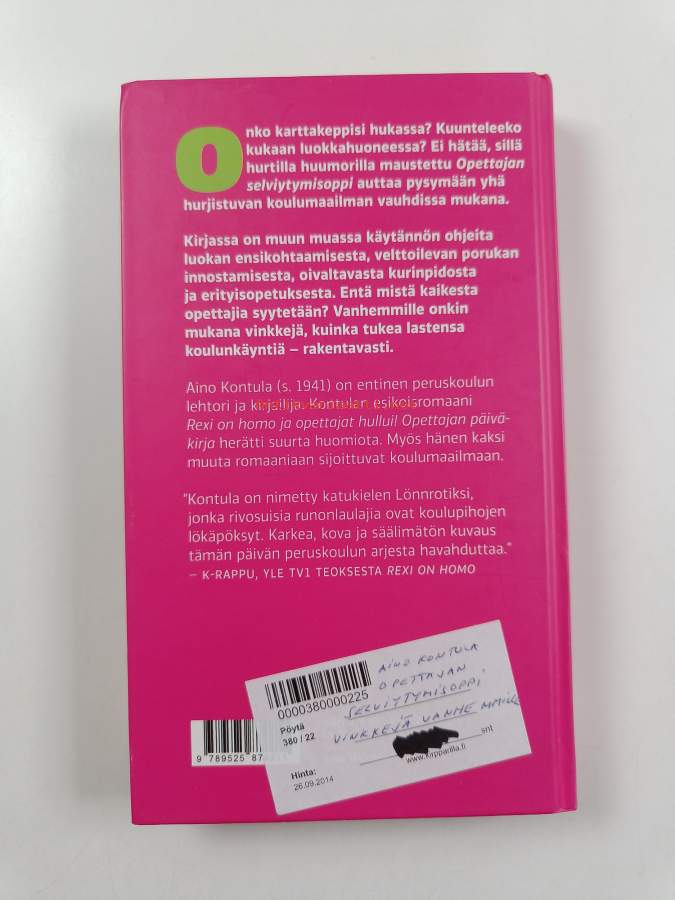 Onko karttakeppisi hukassa? Kuunteleeko
kukaan luokkahuoneessa? Ei hätää, sillä
hurtilla huumorilla maustettu Opettajan
selviytymisoppi auttaa pysymään yhä
hurjistuvan koulumaailman vauhdissa mukana.
Kirjassa on muun muassa käytännön ohjeita
luokan ensikohtaamisesta, velttoilevan porukan
innostamisesta, oivaltavasta kurinpidosta
ja erityisopetuksesta. Entä mistä kaikesta
opettajia syytetään? Vanhemmille onkin
mukana vinkkejä, kuinka tukea lastensa
koulunkäyntiä – rakentavasti.
Aino Kontula (s. 1941) on entinen peruskoulun
lehtori ja kirjailija. Kontulan esikoisromaani
Rexi on homo ja opettajat hullui! Opettajan päivä-
kirja herätti suurta huomiota. Myös hänen kaksi
muuta romaaniaan sijoittuvat koulumaailmaan.
"Kontula on nimetty katukielen Lönnrotiksi,
jonka rivosuisia runonlaulajia ovat koulupihojen
lökäpöksyt. Karkea, kova ja säälimätön kuvaus
tämän päivän peruskoulun arjesta havahduttaa."
– K-RAPPU, YLE TV1 TEOKSESTA REXI ON HOMO
0000380000225
Pöytä
380 / 22
AINO KONTULA
OPETTAJAN
SELVIYTYMISOPPI.
VINKKEJÄ VANHEMMILLE
snt
www.kirpparilla.fi
Hinta:
26.09.2014
9 789525 87